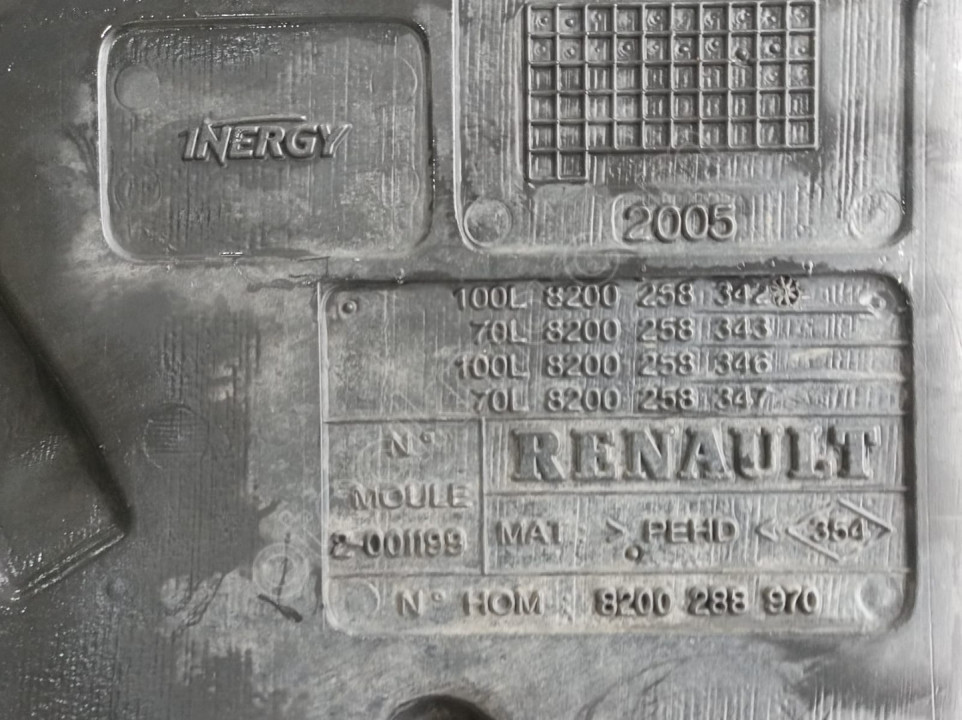 INERGY
2005
100L 8200 258 342
70L 8200 258 343
100L 8200 258 346
70L 8200 258 347
N°
MOULE
2-001199
RENAULT
MAT : > PEHD < 354
N° HOM : 8200 288 970